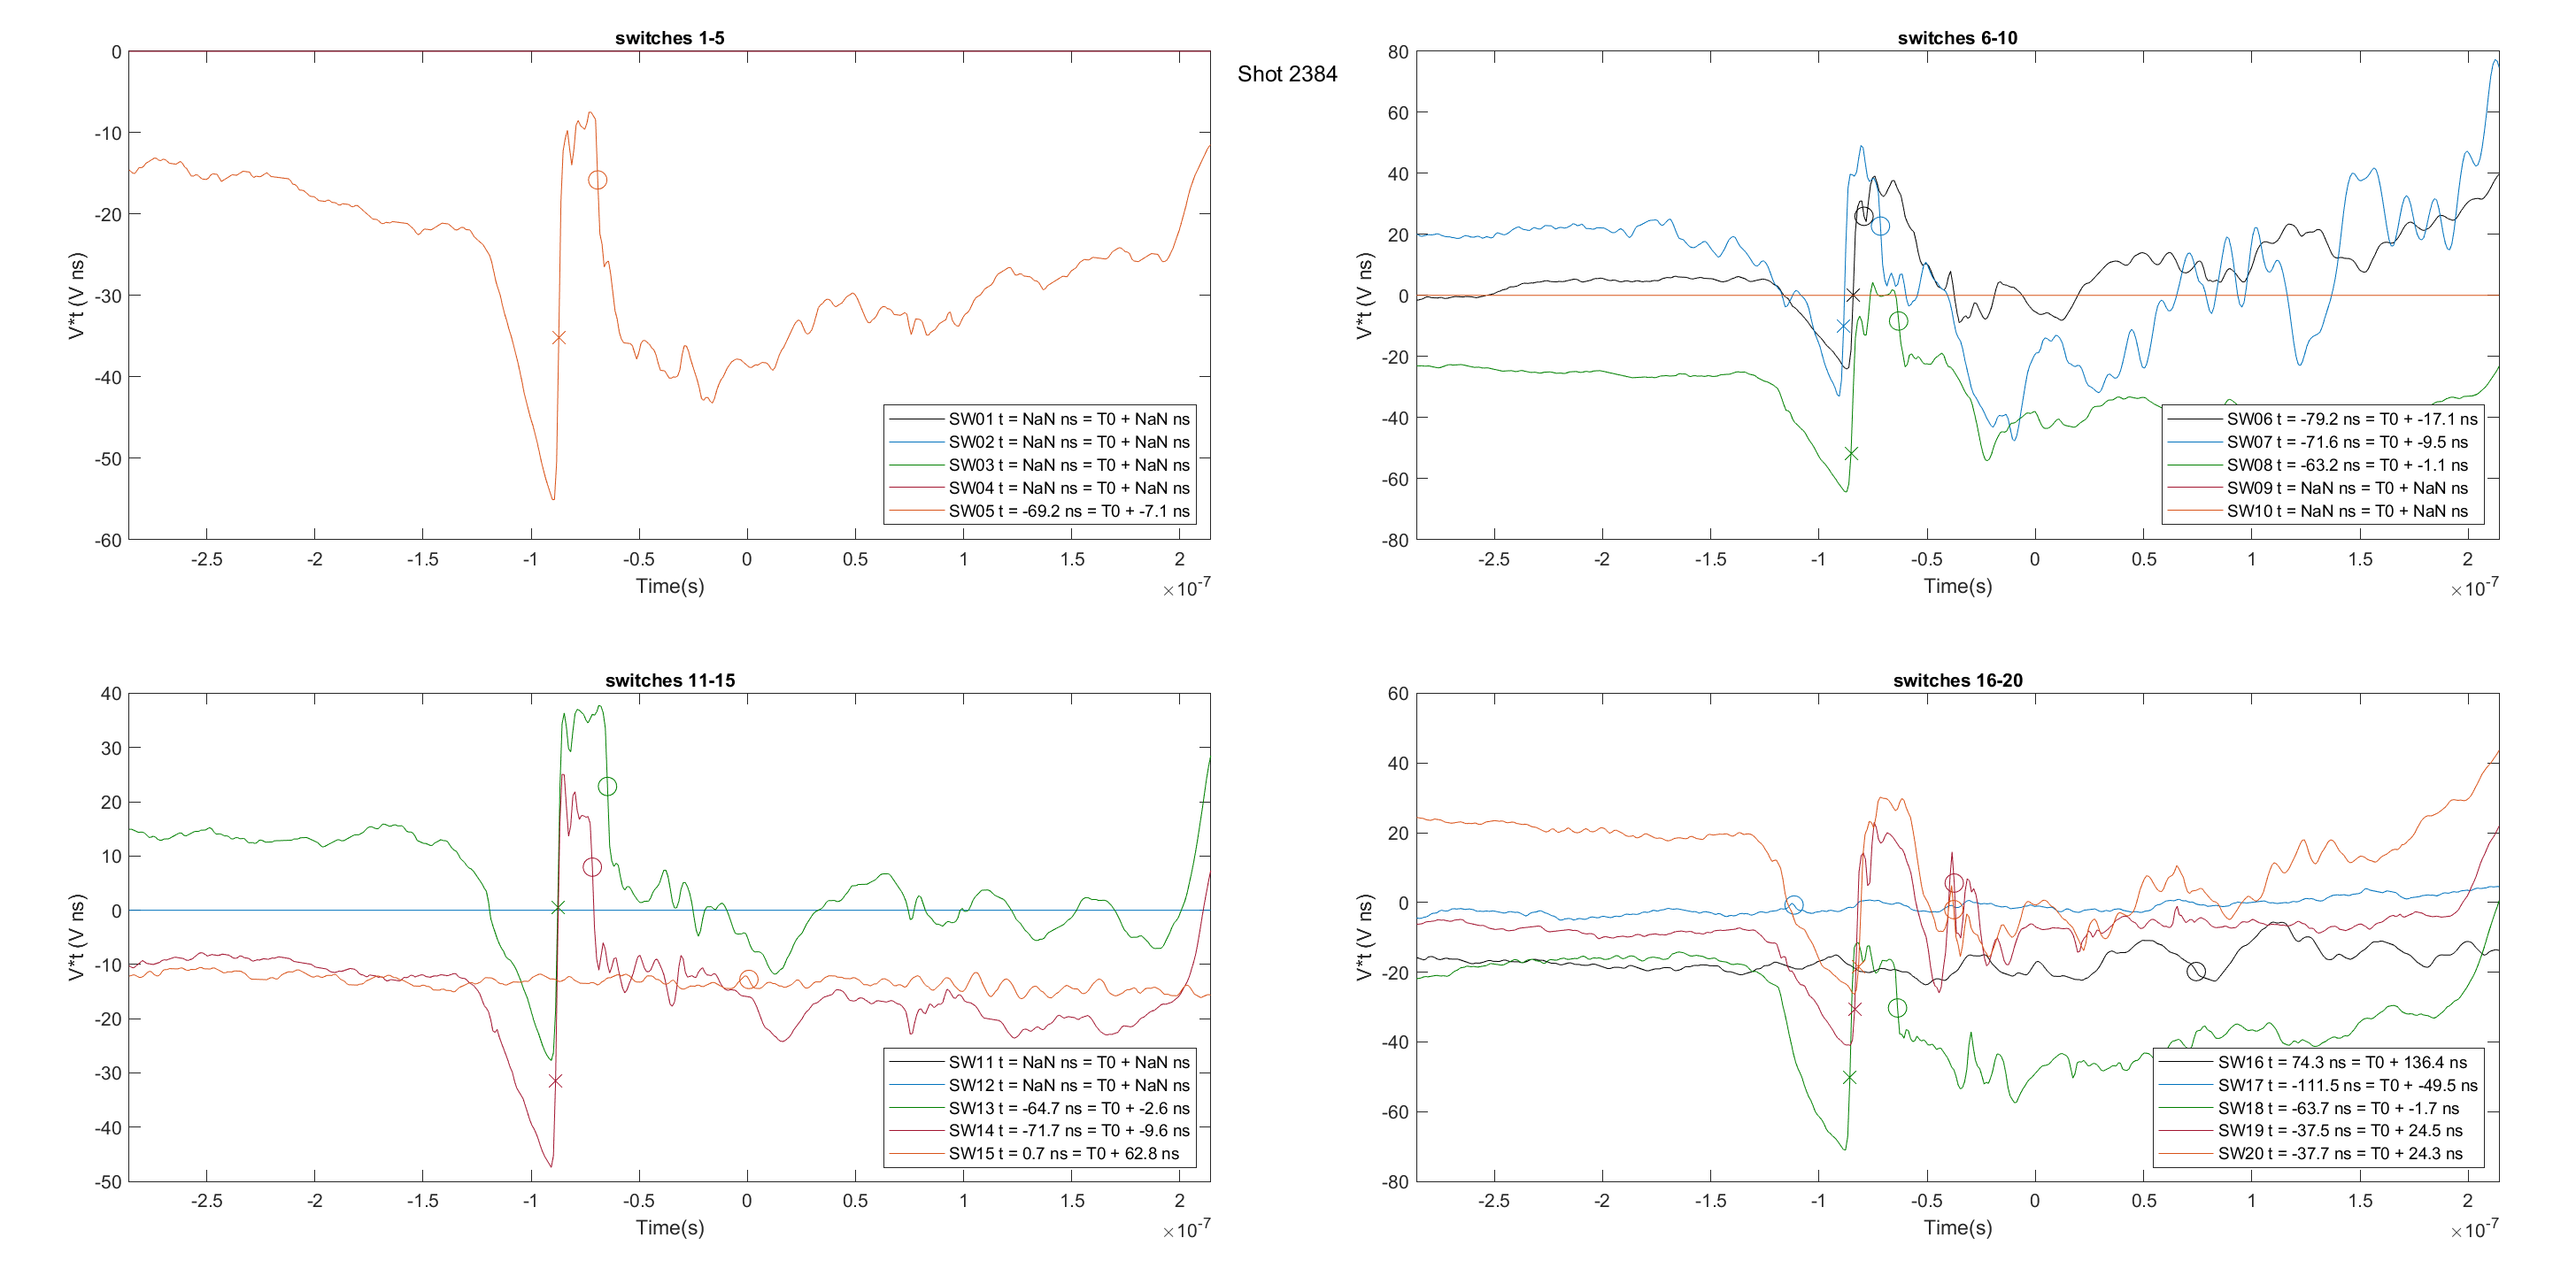 Shot 2384
switches 1-5
0
-10
-20
-30
-40
-50
-60
V*t (V ns)
-2.5 -2 -1.5 -1 -0.5 0 0.5 1 1.5 2
Time(s)
×10-7
SW01 t = NaN ns = T0 + NaN ns
SW02 t = NaN ns = T0 + NaN ns
SW03 t = NaN ns = T0 + NaN ns
SW04 t = NaN ns = T0 + NaN ns
SW05 t = -69.2 ns = T0 + -7.1 ns
switches 6-10
80
60
40
20
0
-20
-40
-60
-80
V*t (V ns)
-2.5 -2 -1.5 -1 -0.5 0 0.5 1 1.5 2
Time(s)
×10-7
SW06 t = -79.2 ns = T0 + -17.1 ns
SW07 t = -71.6 ns = T0 + -9.5 ns
SW08 t = -63.2 ns = T0 + -1.1 ns
SW09 t = NaN ns = T0 + NaN ns
SW10 t = NaN ns = T0 + NaN ns
switches 11-15
40
30
20
10
0
-10
-20
-30
-40
-50
V*t (V ns)
-2.5 -2 -1.5 -1 -0.5 0 0.5 1 1.5 2
Time(s)
×10-7
SW11 t = NaN ns = T0 + NaN ns
SW12 t = NaN ns = T0 + NaN ns
SW13 t = -64.7 ns = T0 + -2.6 ns
SW14 t = -71.7 ns = T0 + -9.6 ns
SW15 t = 0.7 ns = T0 + 62.8 ns
switches 16-20
60
40
20
0
-20
-40
-60
-80
V*t (V ns)
-2.5 -2 -1.5 -1 -0.5 0 0.5 1 1.5 2
Time(s)
×10-7
SW16 t = 74.3 ns = T0 + 136.4 ns
SW17 t = -111.5 ns = T0 + -49.5 ns
SW18 t = -63.7 ns = T0 + -1.7 ns
SW19 t = -37.5 ns = T0 + 24.5 ns
SW20 t = -37.7 ns = T0 + 24.3 ns